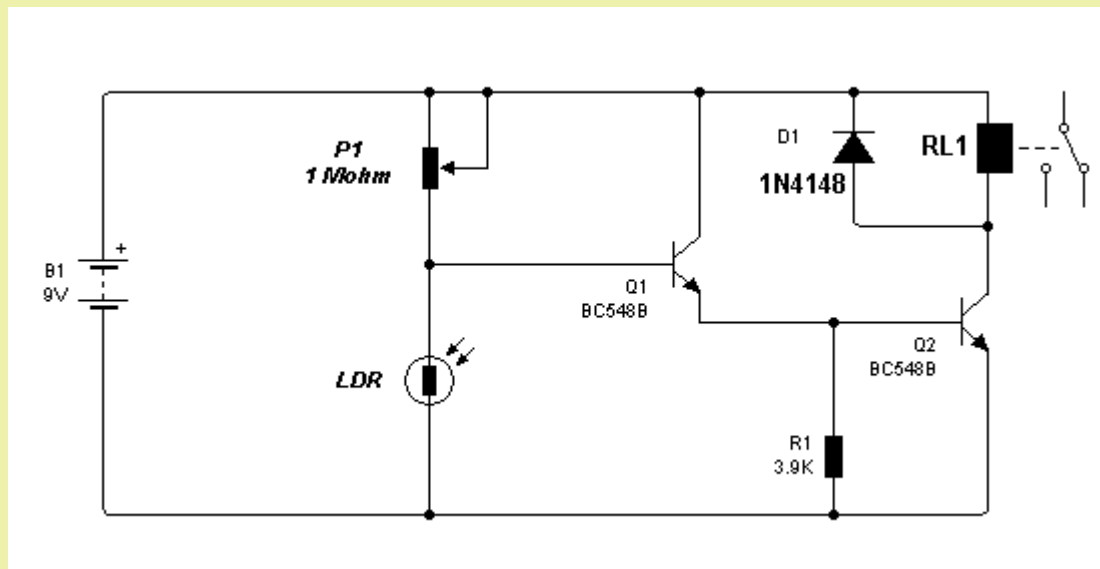 P1
1 Mohm
D1
1N4148
RL1
+
B1
9V
Q1
BC548B
LDR
Q2
BC548B
R1
3.9K